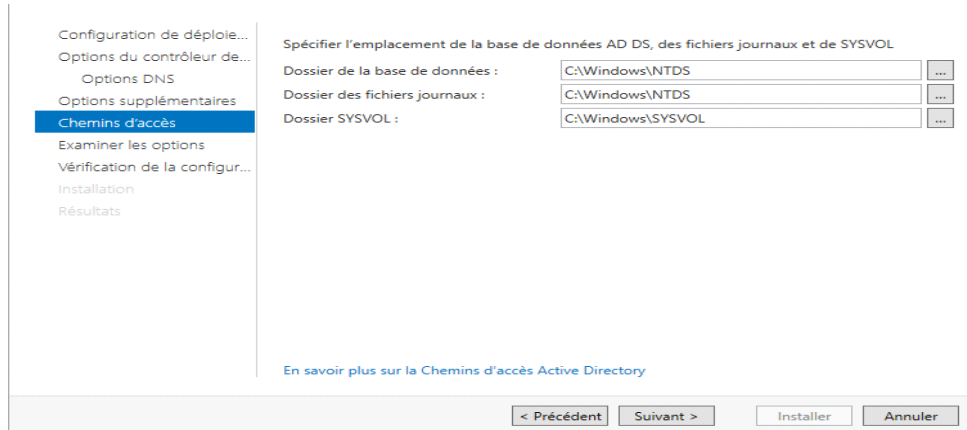 Configuration de déploie...
Options du contrôleur de...
Options DNS
Options supplémentaires
Chemins d'accès
Examiner les options
Vérification de la configur...
Installation
Résultats
Spécifier l'emplacement de la base de données AD DS, des fichiers journaux et de SYSVOL
Dossier de la base de données : C:\Windows\NTDS ...
Dossier des fichiers journaux : C:\Windows\NTDS ...
Dossier SYSVOL : C:\Windows\SYSVOL ...
En savoir plus sur la Chemins d'accès Active Directory
< Précédent Suivant > Installer Annuler